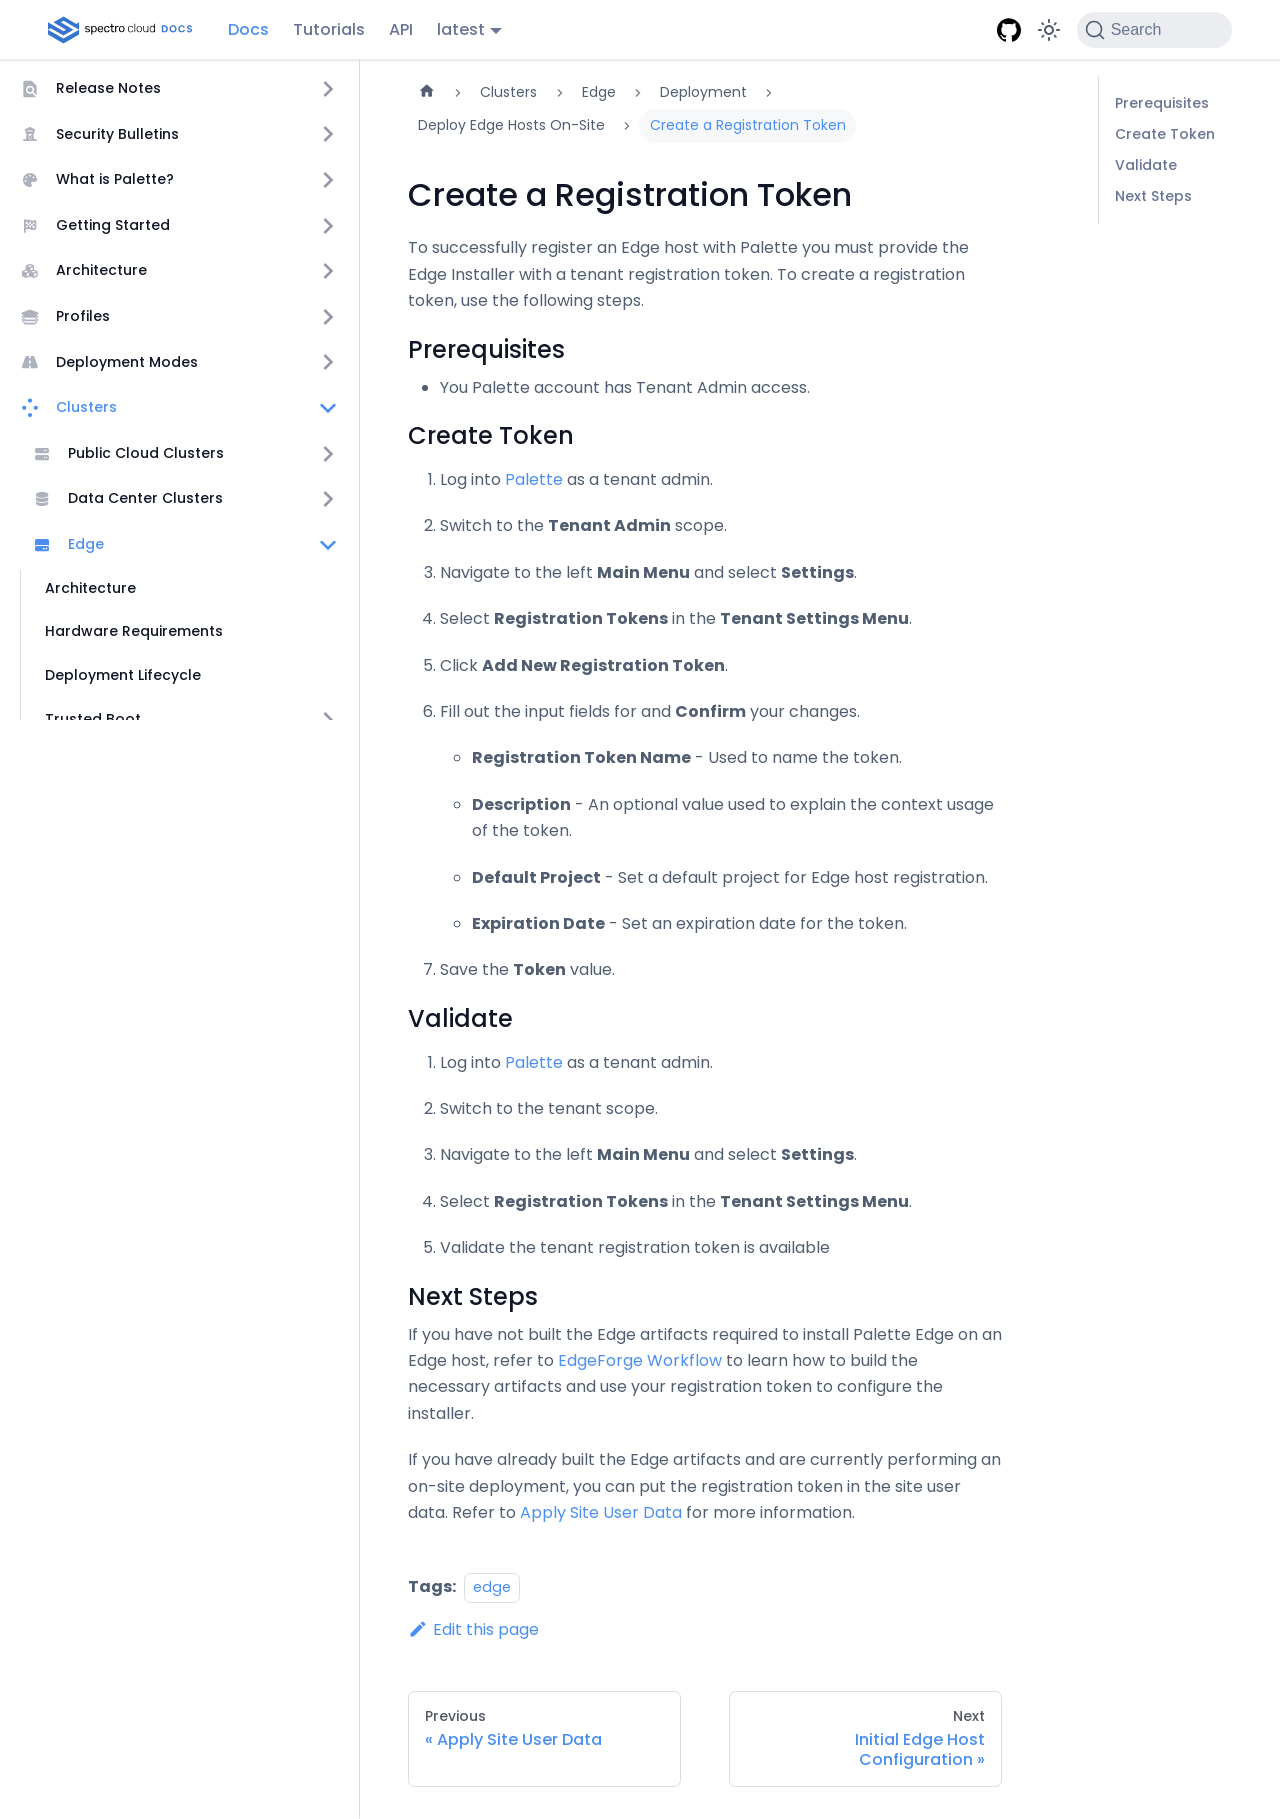 spectro cloud DOCS
Docs
Tutorials
API
latest
Search
Release Notes
Security Bulletins
What is Palette?
Getting Started
Architecture
Profiles
Deployment Modes
Clusters
Public Cloud Clusters
Data Center Clusters
Edge
Architecture
Hardware Requirements
Deployment Lifecycle
Trusted Boot
Clusters
Edge
Deployment
Deploy Edge Hosts On-Site
Create a Registration Token
Create a Registration Token
To successfully register an Edge host with Palette you must provide the
Edge Installer with a tenant registration token. To create a registration
token, use the following steps.
Prerequisites
• You Palette account has Tenant Admin access.
Create Token
1. Log into Palette as a tenant admin.
2. Switch to the Tenant Admin scope.
3. Navigate to the left Main Menu and select Settings.
4. Select Registration Tokens in the Tenant Settings Menu.
5. Click Add New Registration Token.
6. Fill out the input fields for and Confirm your changes.
◦ Registration Token Name - Used to name the token.
◦ Description - An optional value used to explain the context usage
of the token.
◦ Default Project - Set a default project for Edge host registration.
◦ Expiration Date - Set an expiration date for the token.
7. Save the Token value.
Validate
1. Log into Palette as a tenant admin.
2. Switch to the tenant scope.
3. Navigate to the left Main Menu and select Settings.
4. Select Registration Tokens in the Tenant Settings Menu.
5. Validate the tenant registration token is available
Next Steps
If you have not built the Edge artifacts required to install Palette Edge on an
Edge host, refer to EdgeForge Workflow to learn how to build the
necessary artifacts and use your registration token to configure the
installer.
If you have already built the Edge artifacts and are currently performing an
on-site deployment, you can put the registration token in the site user
data. Refer to Apply Site User Data for more information.
Tags: edge
Edit this page
Previous
« Apply Site User Data
Next
Initial Edge Host
Configuration »
Prerequisites
Create Token
Validate
Next Steps